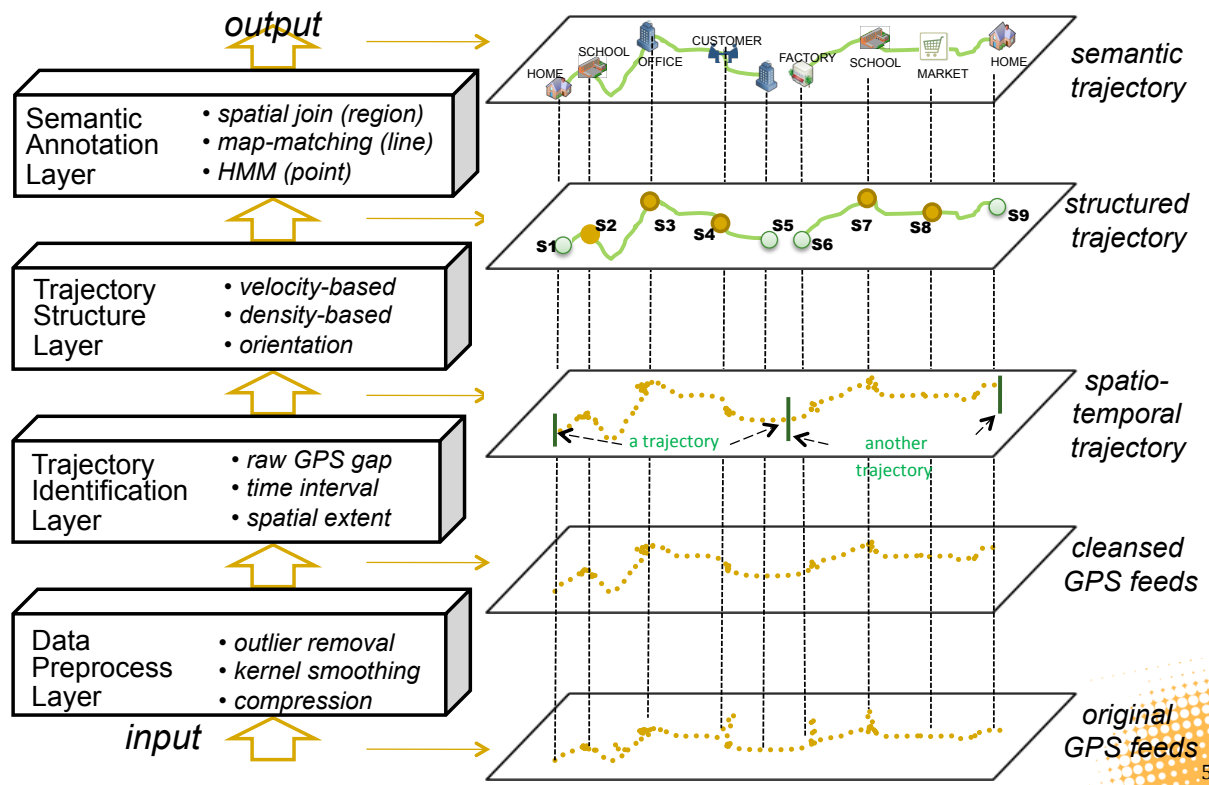 output
Semantic
Annotation
Layer
• spatial join (region)
• map-matching (line)
• HMM (point)
HOME
SCHOOL
OFFICE
CUSTOMER
FACTORY
SCHOOL
MARKET
HOME
semantic
trajectory
Trajectory
Structure
Layer
• velocity-based
• density-based
• orientation
S1
S2
S3
S4
S5
S6
S7
S8
S9
structured
trajectory
Trajectory
Identification
Layer
• raw GPS gap
• time interval
• spatial extent
a trajectory
another
trajectory
spatio-
temporal
trajectory
cleansed
GPS feeds
Data
Preprocess
Layer
• outlier removal
• kernel smoothing
• compression
input
original
GPS feeds
5